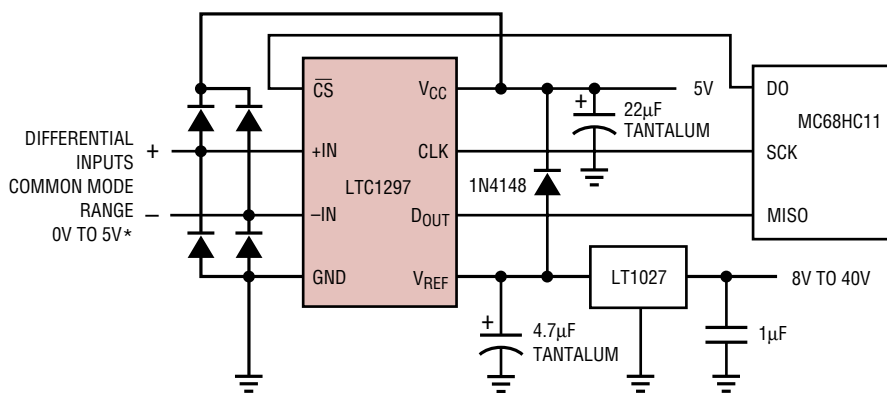 DIFFERENTIAL
INPUTS
COMMON MODE
RANGE
0V TO 5V*
+
–
CS
+IN
–IN
GND
LTC1297
VCC
CLK
DOUT
VREF
+
22µF
TANTALUM
5V
1N4148
+
4.7µF
TANTALUM
LT1027
8V TO 40V
1µF
DO
MC68HC11
SCK
MISO